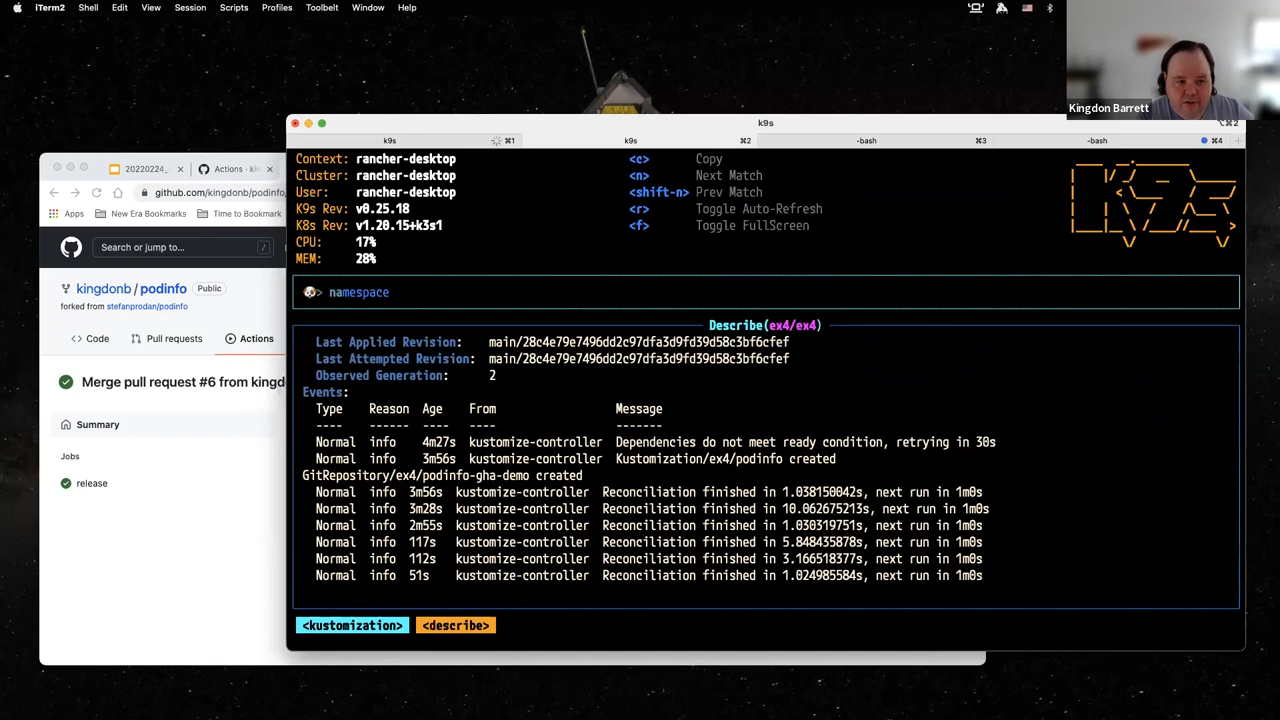 iTerm2 Shell Edit View Session Scripts Profiles Toolbelt Window Help
Kingdon Barrett
k9s
⌥⌘2
k9s ⌘1 k9s ⌘2 -bash ⌘3 -bash ⌘4
Context: rancher-desktop <c> Copy
Cluster: rancher-desktop <n> Next Match
User: rancher-desktop <shift-n> Prev Match
K9s Rev: v0.25.18 <r> Toggle Auto-Refresh
K8s Rev: v1.20.15+k3s1 <f> Toggle FullScreen
CPU: 17%
MEM: 28%
> namespace
Describe(ex4/ex4)
Last Applied Revision: main/28c4e79e7496dd2c97dfa3d9fd39d58c3bf6cfef
Last Attempted Revision: main/28c4e79e7496dd2c97dfa3d9fd39d58c3bf6cfef
Observed Generation: 2
Events:
Type Reason Age From Message
---- ------ ---- ---- -------
Normal info 4m27s kustomize-controller Dependencies do not meet ready condition, retrying in 30s
Normal info 3m56s kustomize-controller Kustomization/ex4/podinfo created
GitRepository/ex4/podinfo-gha-demo created
Normal info 3m56s kustomize-controller Reconciliation finished in 1.038150042s, next run in 1m0s
Normal info 3m28s kustomize-controller Reconciliation finished in 10.062675213s, next run in 1m0s
Normal info 2m55s kustomize-controller Reconciliation finished in 1.030319751s, next run in 1m0s
Normal info 117s kustomize-controller Reconciliation finished in 5.848435878s, next run in 1m0s
Normal info 112s kustomize-controller Reconciliation finished in 3.166518377s, next run in 1m0s
Normal info 51s kustomize-controller Reconciliation finished in 1.024985584s, next run in 1m0s
<kustomization> <describe>
20220224_ Actions · kin
github.com/kingdonb/podinfo/
Apps New Era Bookmarks Time to Bookmark
Search or jump to... /
kingdonb / podinfo Public
forked from stefanprodan/podinfo
Code Pull requests Actions
Merge pull request #6 from kingd
Summary
Jobs
release